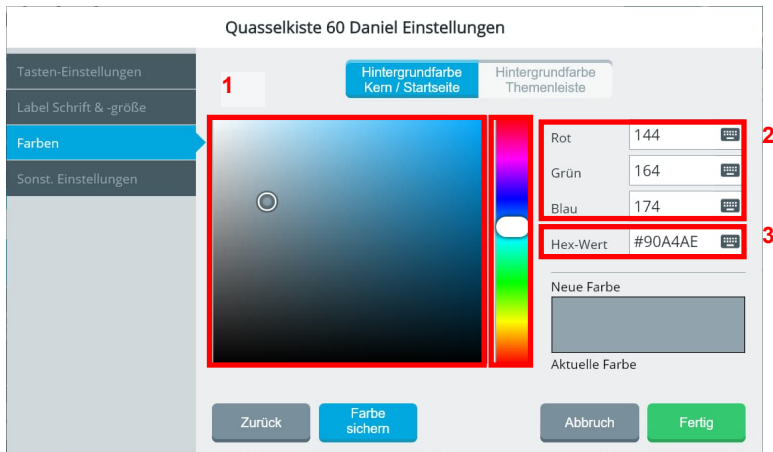 Quasselkiste 60 Daniel Einstellungen
Tasten-Einstellungen
Label Schrift & -größe
Farben
Sonst. Einstellungen
1
Hintergrundfarbe
Kern / Startseite
Hintergrundfarbe
Themenleiste
Rot 144
2
Grün 164
Blau 174
Hex-Wert #90A4AE
3
Neue Farbe
Aktuelle Farbe
Zurück
Farbe
sichern
Abbruch
Fertig